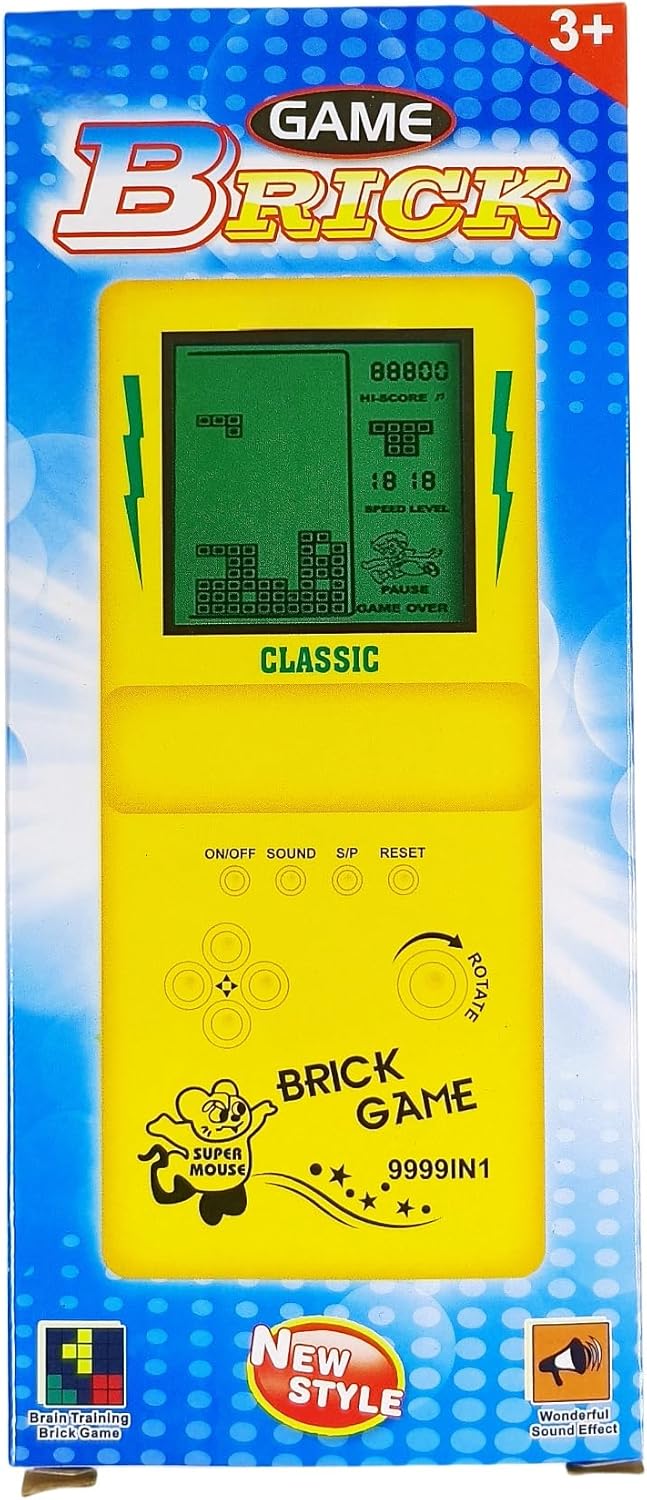 3+
GAME
BRICK
88800
HI-SCORE
18 18
SPEED LEVEL
PAUSE
GAME OVER
CLASSIC
ON/OFF SOUND S/P RESET
ROTATE
BRICK
GAME
SUPER
MOUSE
9999IN1
NEW
STYLE
Brain Training
Brick Game
Wonderful
Sound Effect